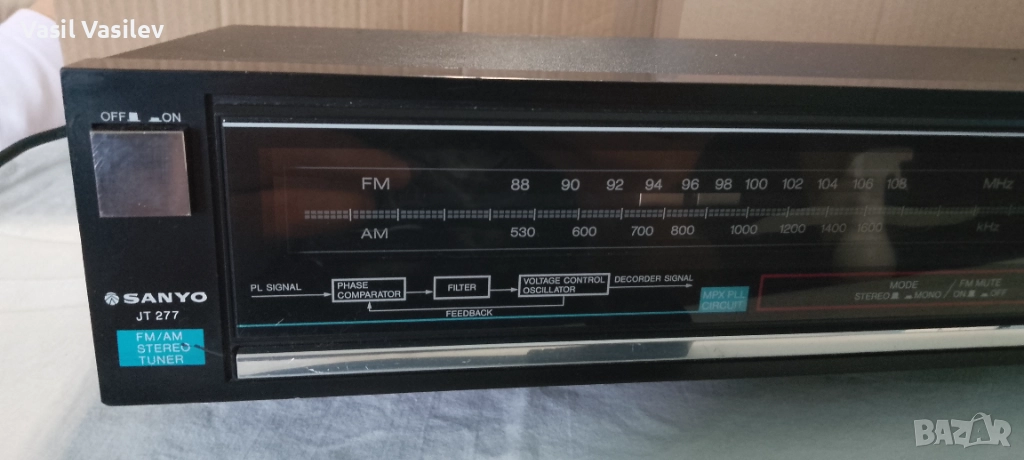 Vasil Vasilev
OFF ON
FM 88 90 92 94 96 98 100 102 104 106 108 MHz
AM 530 600 700 800 1000 1200 1400 1600 kHz
PL SIGNAL
PHASE
COMPARATOR
FILTER
VOLTAGE CONTROL
OSCILLATOR
DECORDER SIGNAL
FEEDBACK
MPX PLL
CIRCUIT
MODE
STEREO MONO
/ FM MUTE
ON OFF
SANYO
JT 277
FM/AM
STEREO
TUNER
BAZAR